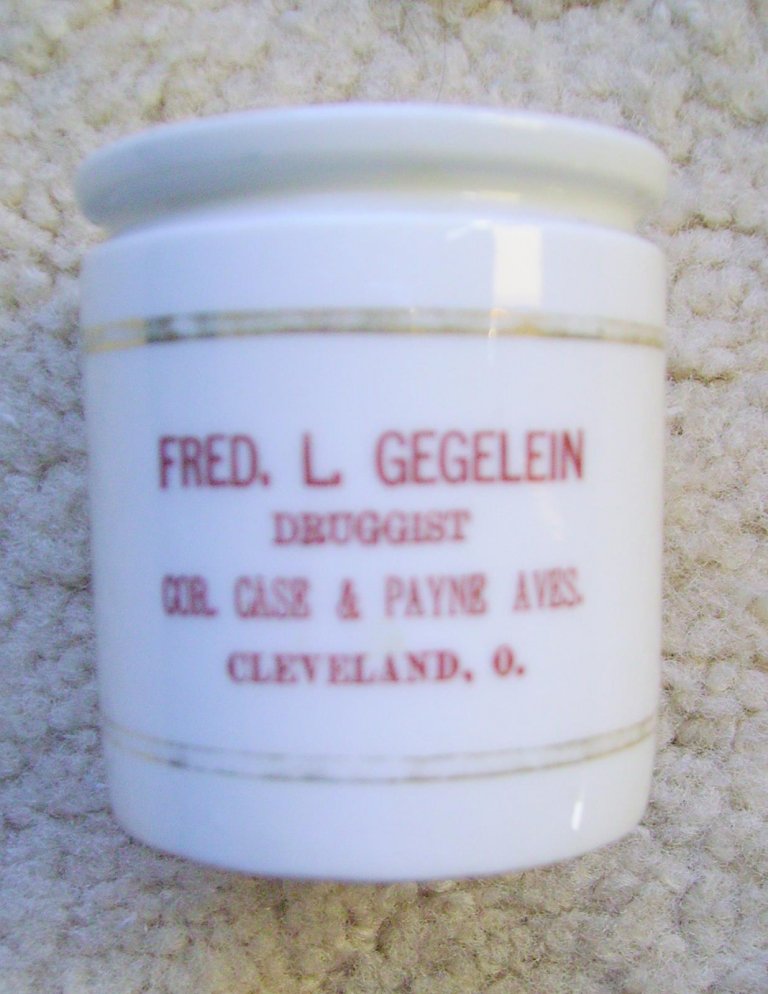 FRED. L. GEGELEIN
DRUGGIST
COR. CASE & PAYNE AVES.
CLEVELAND, O.